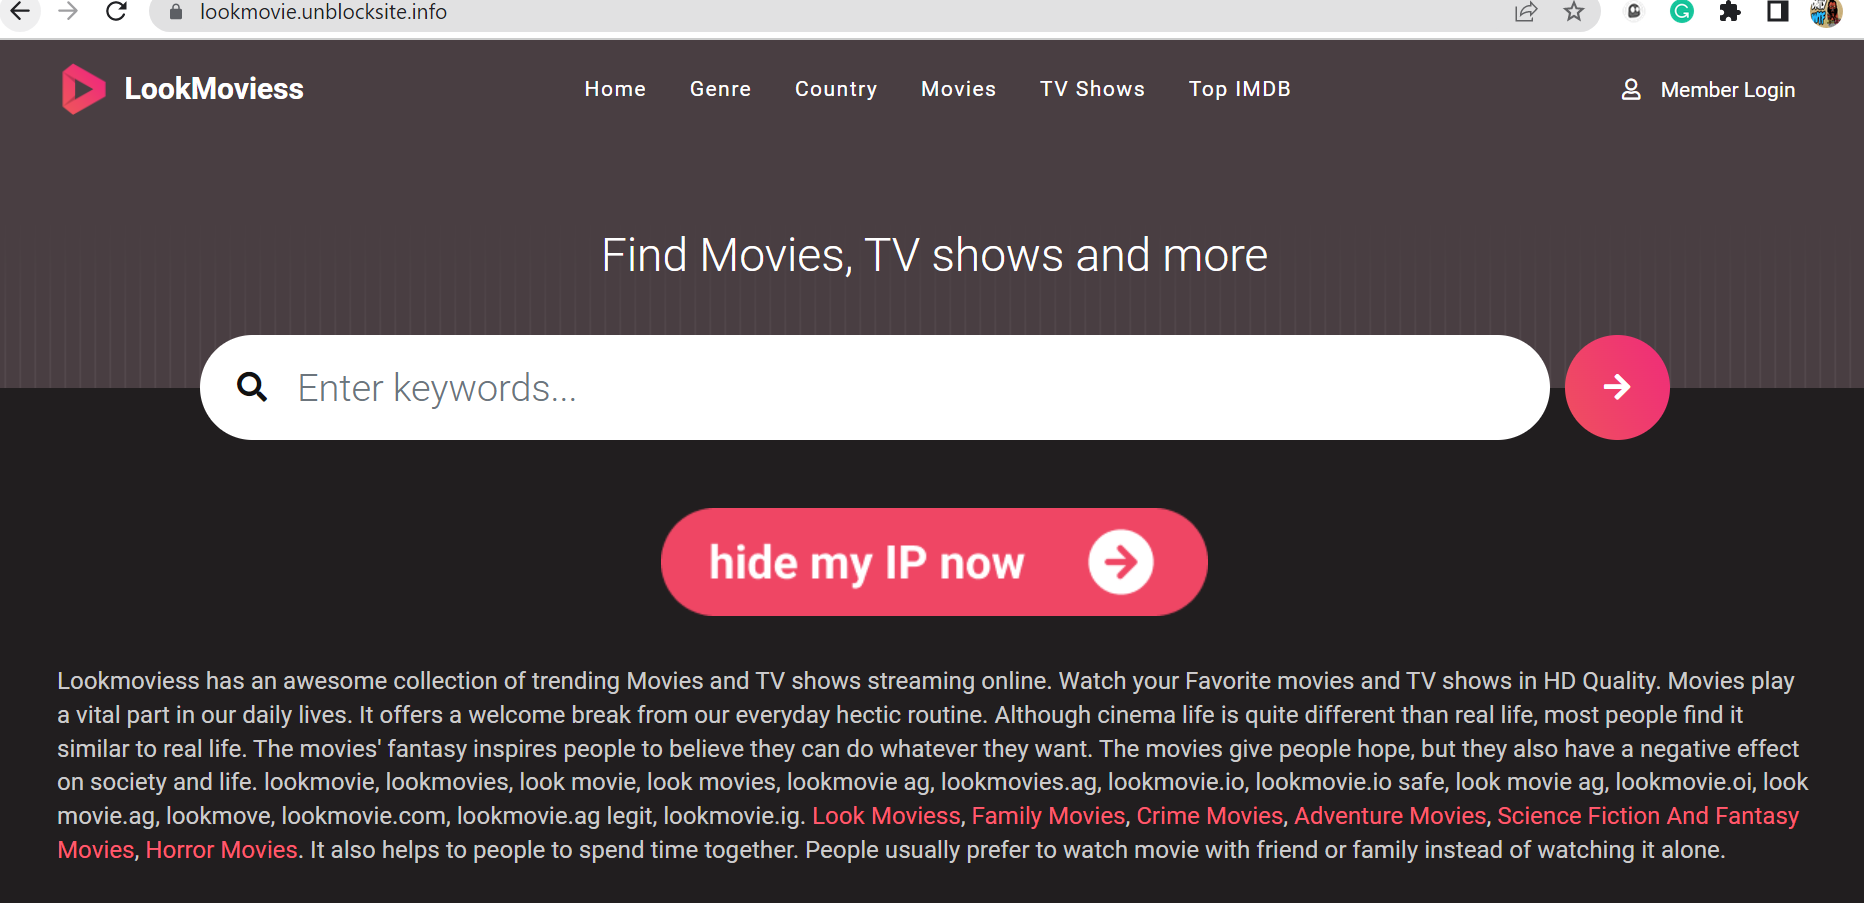 lookmovie.unblocksite.info
LookMoviess
Home Genre Country Movies TV Shows Top IMDB
Member Login
Find Movies, TV shows and more
Enter keywords...
hide my IP now
Lookmoviess has an awesome collection of trending Movies and TV shows streaming online. Watch your Favorite movies and TV shows in HD Quality. Movies play
a vital part in our daily lives. It offers a welcome break from our everyday hectic routine. Although cinema life is quite different than real life, most people find it
similar to real life. The movies' fantasy inspires people to believe they can do whatever they want. The movies give people hope, but they also have a negative effect
on society and life. lookmovie, lookmovies, look movie, look movies, lookmovie ag, lookmovies.ag, lookmovie.io, lookmovie.io safe, look movie ag, lookmovie.oi, look
movie.ag, lookmove, lookmovie.com, lookmovie.ag legit, lookmovie.ig. Look Moviess, Family Movies, Crime Movies, Adventure Movies, Science Fiction And Fantasy
Movies, Horror Movies. It also helps to people to spend time together. People usually prefer to watch movie with friend or family instead of watching it alone.